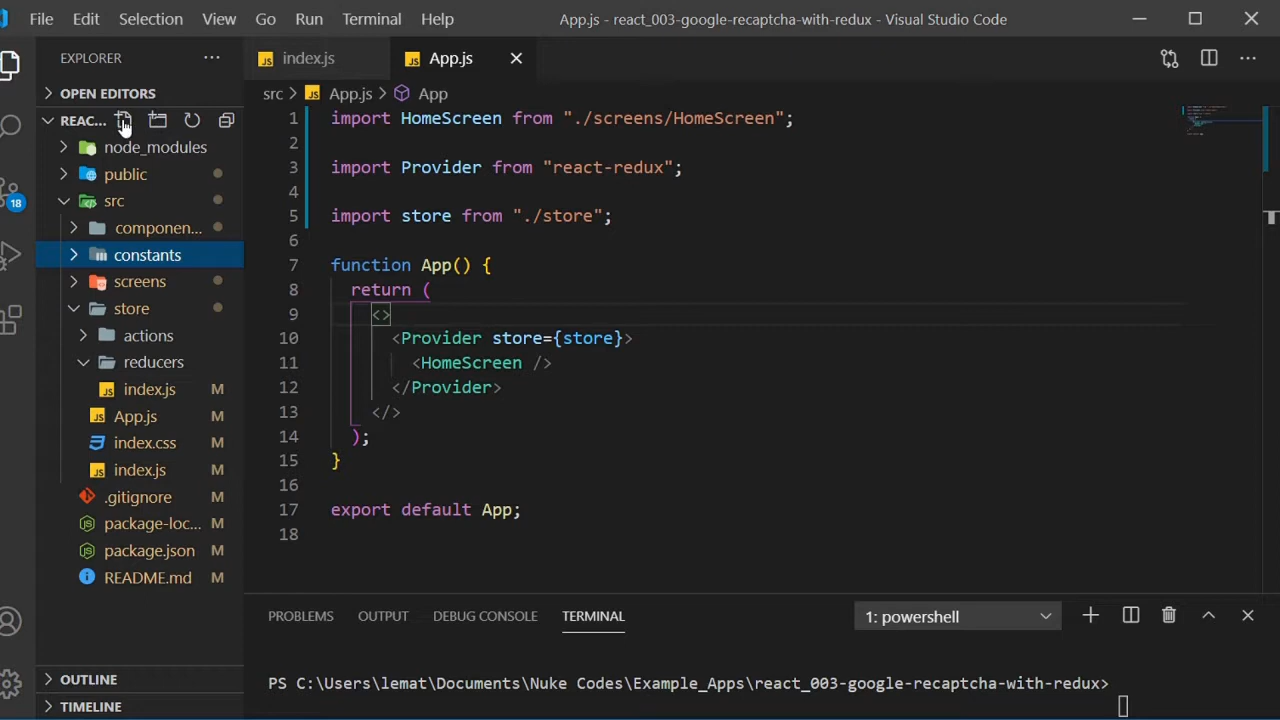 File Edit Selection View Go Run Terminal Help App.js - react_003-google-recaptcha-with-redux - Visual Studio Code
EXPLORER ...
OPEN EDITORS
REAC...
node_modules
public
src
componen...
constants
screens
store
actions
reducers
index.js M
App.js M
index.css M
index.js M
.gitignore M
package-loc... M
package.json M
README.md M
OUTLINE
TIMELINE
18
index.js App.js
src > App.js > App
1 import HomeScreen from "./screens/HomeScreen";
2
3 import Provider from "react-redux";
4
5 import store from "./store";
6
7 function App() {
8 return (
9 <>
10 <Provider store={store}>
11 <HomeScreen />
12 </Provider>
13 </>
14 );
15 }
16
17 export default App;
18
PROBLEMS OUTPUT DEBUG CONSOLE TERMINAL 1: powershell
PS C:\Users\lemat\Documents\Nuke Codes\Example_Apps\react_003-google-recaptcha-with-redux>